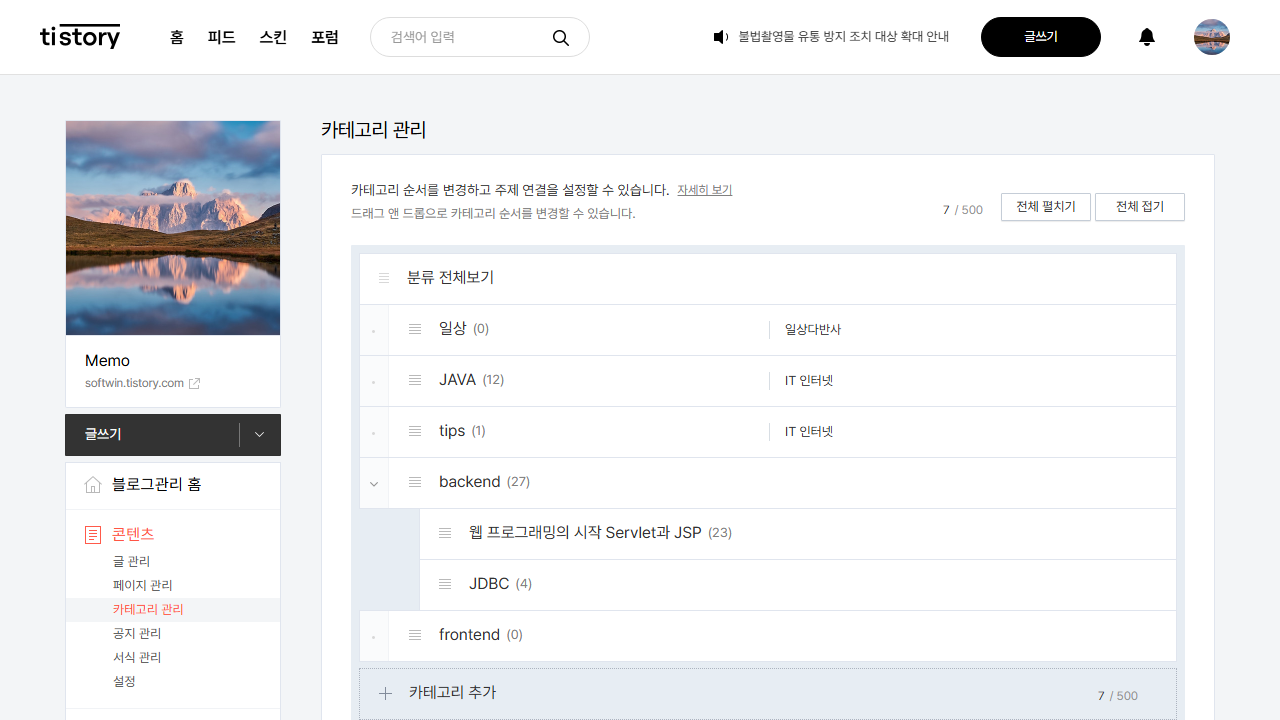 tistory
홈 피드 스킨 포럼
검색어 입력
불법촬영물 유통 방지 조치 대상 확대 안내
글쓰기
Memo
softwin.tistory.com
글쓰기
블로그관리 홈
콘텐츠
글 관리
페이지 관리
카테고리 관리
공지 관리
서식 관리
설정
카테고리 관리
카테고리 순서를 변경하고 주제 연결을 설정할 수 있습니다. 자세히 보기
드래그 앤 드롭으로 카테고리 순서를 변경할 수 있습니다.
7 / 500
전체 펼치기
전체 접기
분류 전체보기
일상 (0) 일상다반사
JAVA (12) IT 인터넷
tips (1) IT 인터넷
backend (27)
웹 프로그래밍의 시작 Servlet과 JSP (23)
JDBC (4)
frontend (0)
카테고리 추가 7 / 500